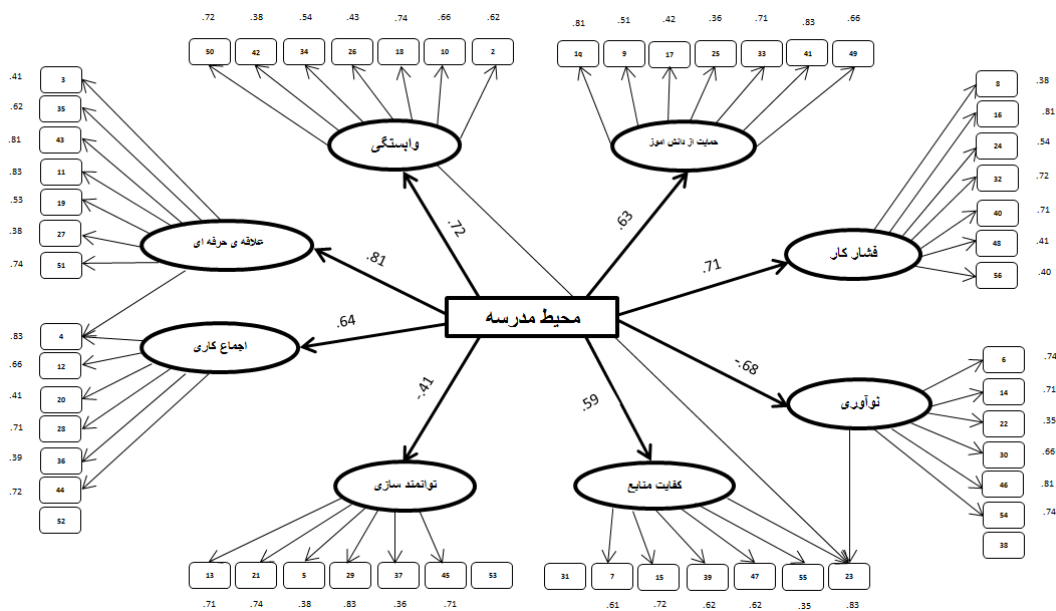 .72 .38 .54 .43 .74 .66 .62
50 42 34 26 18 10 2
وابستگی
.81 .51 .42 .36 .71 .83 .66
1q 9 17 25 33 41 49
حمایت از دانش اموز
.41 3
.62 35
.81 43
.83 11
.53 19
.38 27
.74 51
علاقه ی حرفه ای
8 .38
16 .81
24 .54
32 .72
40 .71
48 .41
56 .40
فشار کار
.72
.63
.81
.71
محیط مدرسه
.64
-.68
-.41
.59
.83 4
.66 12
.41 20
.71 28
.39 36
.72 44
52
اجماع کاری
6 .74
14 .71
22 .35
30 .66
46 .81
54 .74
38
نوآوری
توانمند سازی
13 21 5 29 37 45 53
.71 .74 .38 .83 .36 .71
کفایت منابع
31 7 15 39 47 55 23
.61 .72 .62 .62 .35 .83